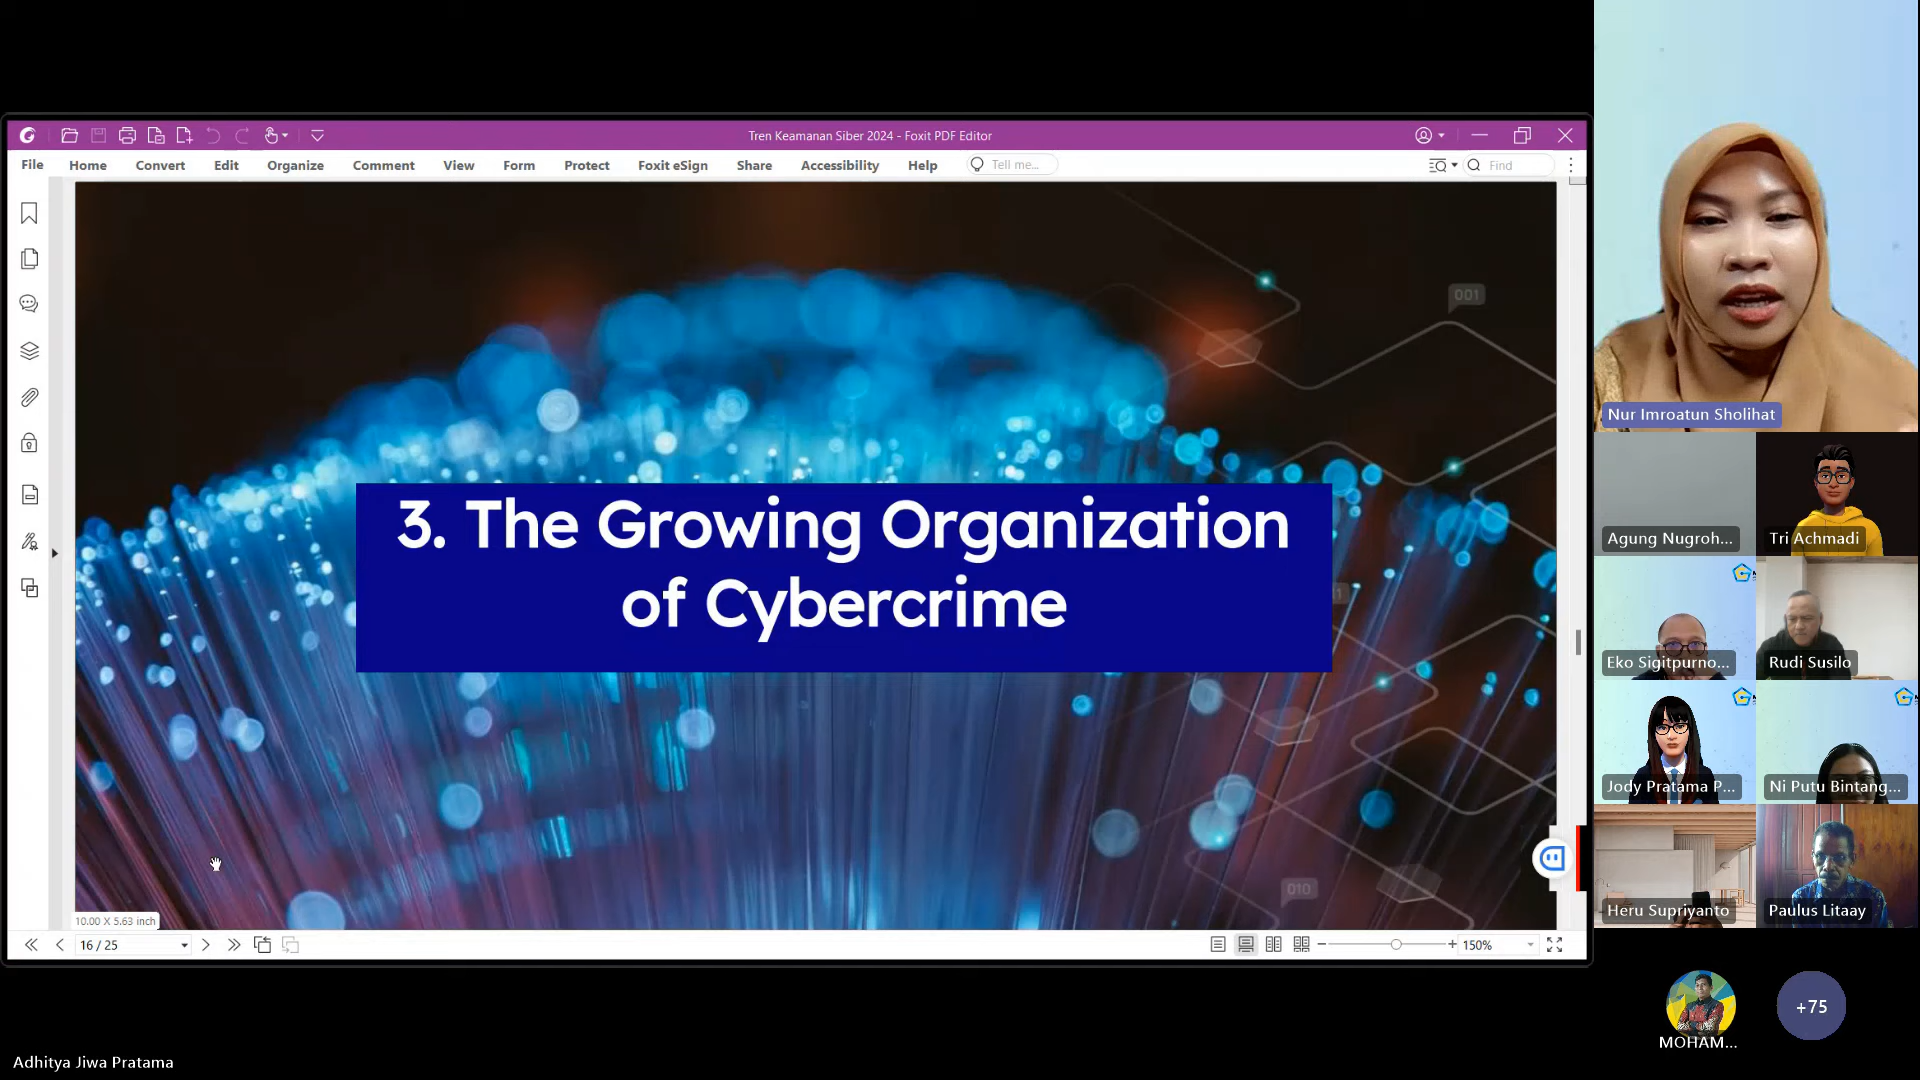 Tren Keamanan Siber 2024 - Foxit PDF Editor
File Home Convert Edit Organize Comment View Form Protect Foxit eSign Share Accessibility Help Tell me... Find
001
3. The Growing Organization
of Cybercrime
010
10.00 X 5.63 inch
16 / 25
150%
Nur Imroatun Sholihat
Agung Nugroh...
Tri Achmadi
Eko Sigitpurno...
Rudi Susilo
Jody Pratama P...
Ni Putu Bintang...
Heru Supriyanto
Paulus Litaay
MOHAM...
+75
Adhitya Jiwa Pratama